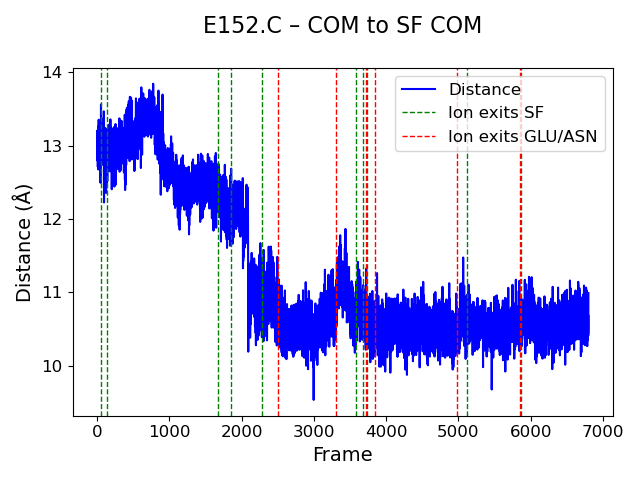 E152.C – COM to SF COM
Distance (Å)
14
13
12
11
10
Distance
Ion exits SF
Ion exits GLU/ASN
0 1000 2000 3000 4000 5000 6000 7000
Frame